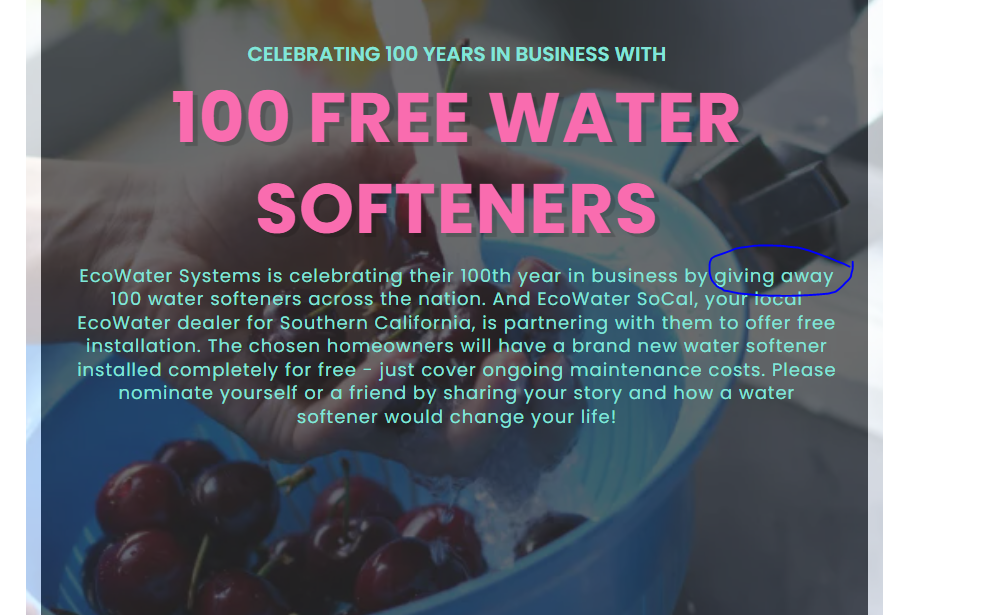 CELEBRATING 100 YEARS IN BUSINESS WITH
100 FREE WATER
SOFTENERS
EcoWater Systems is celebrating their 100th year in business by giving away
100 water softeners across the nation. And EcoWater SoCal, your local
EcoWater dealer for Southern California, is partnering with them to offer free
installation. The chosen homeowners will have a brand new water softener
installed completely for free - just cover ongoing maintenance costs. Please
nominate yourself or a friend by sharing your story and how a water
softener would change your life!